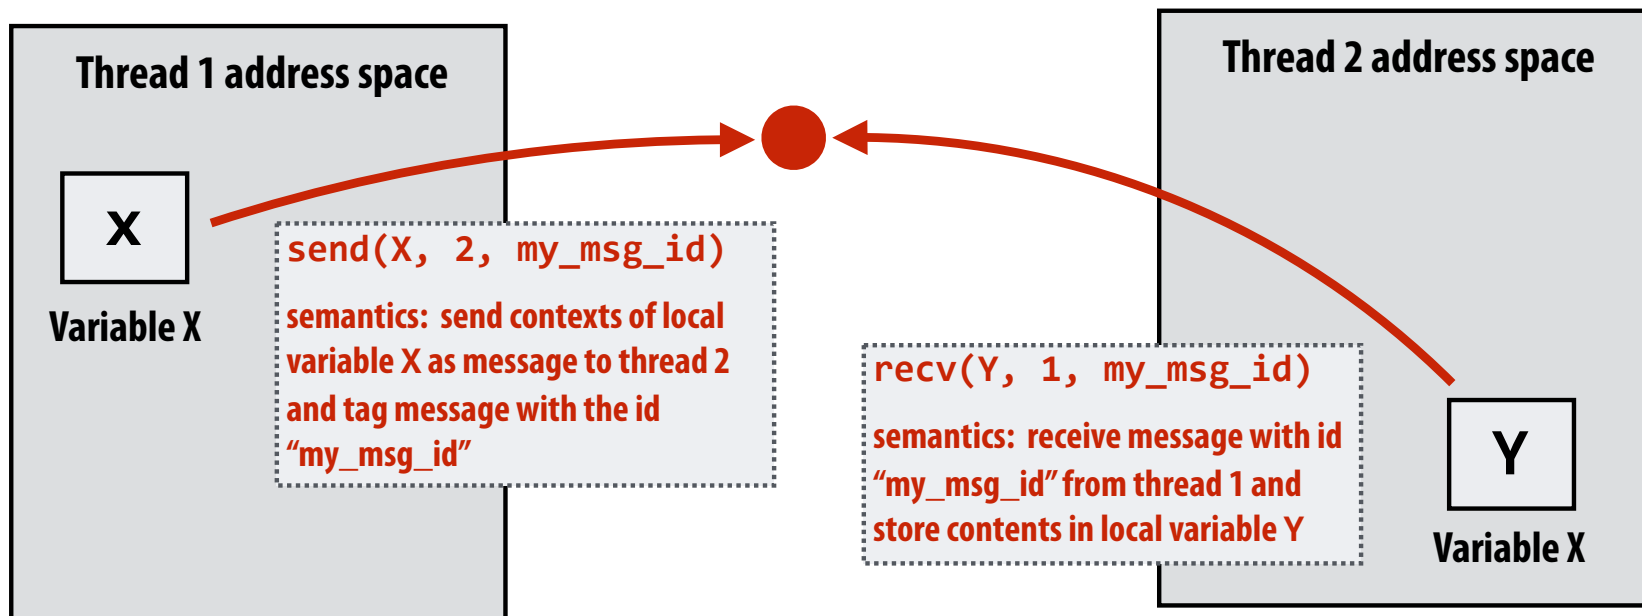 Thread 1 address space
x
Variable X
send(X, 2, my_msg_id)
semantics: send contexts of local
variable X as message to thread 2
and tag message with the id
“my_msg_id”
Thread 2 address space
recv(Y, 1, my_msg_id)
semantics: receive message with id
“my_msg_id” from thread 1 and
store contents in local variable Y
Y
Variable X